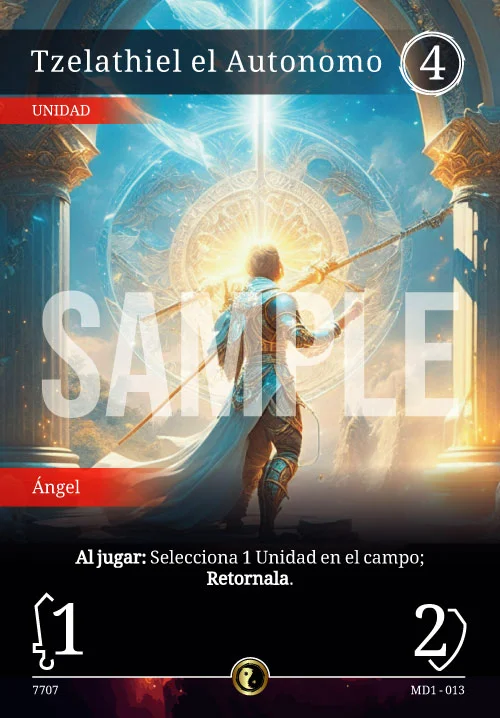 Tzelathiel el Autonomo
4
UNIDAD
SAMPLE
Ángel
Al jugar: Selecciona 1 Unidad en el campo;
Retornala.
1
2
7707
MD1 - 013